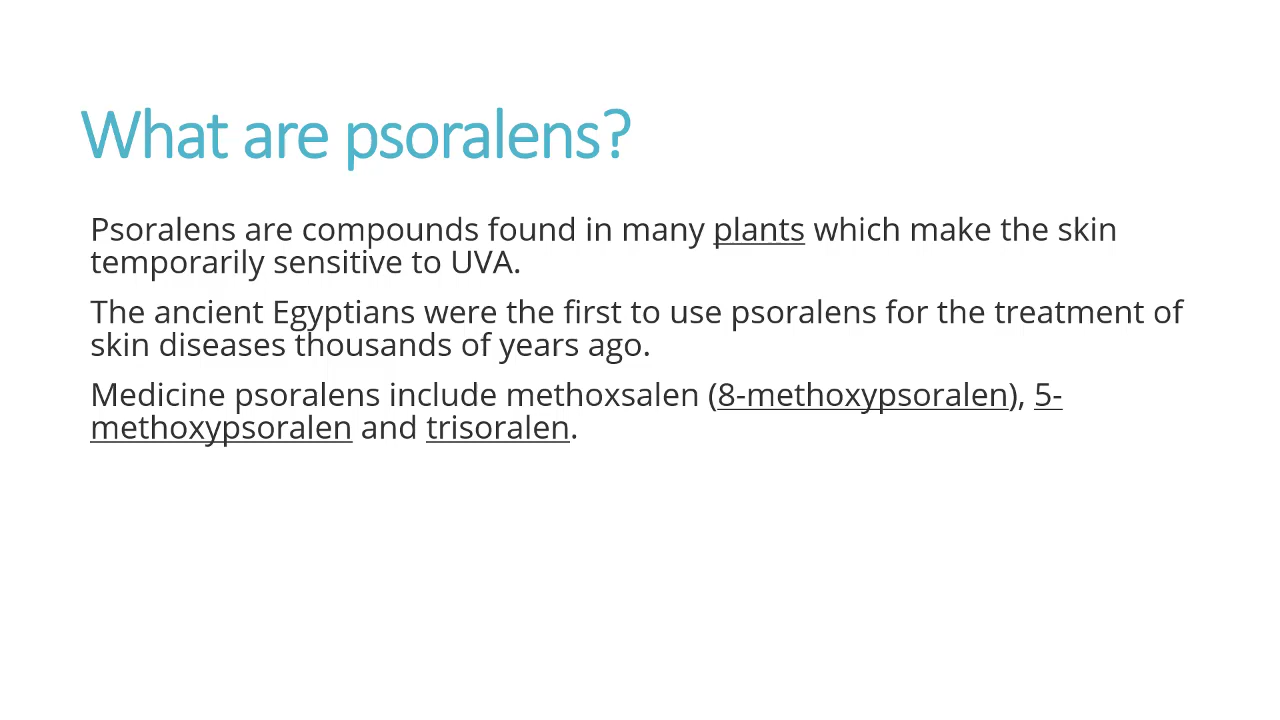 What are psoralens?
Psoralens are compounds found in many plants which make the skin
temporarily sensitive to UVA.
The ancient Egyptians were the first to use psoralens for the treatment of
skin diseases thousands of years ago.
Medicine psoralens include methoxsalen (8-methoxypsoralen), 5-
methoxypsoralen and trisoralen.